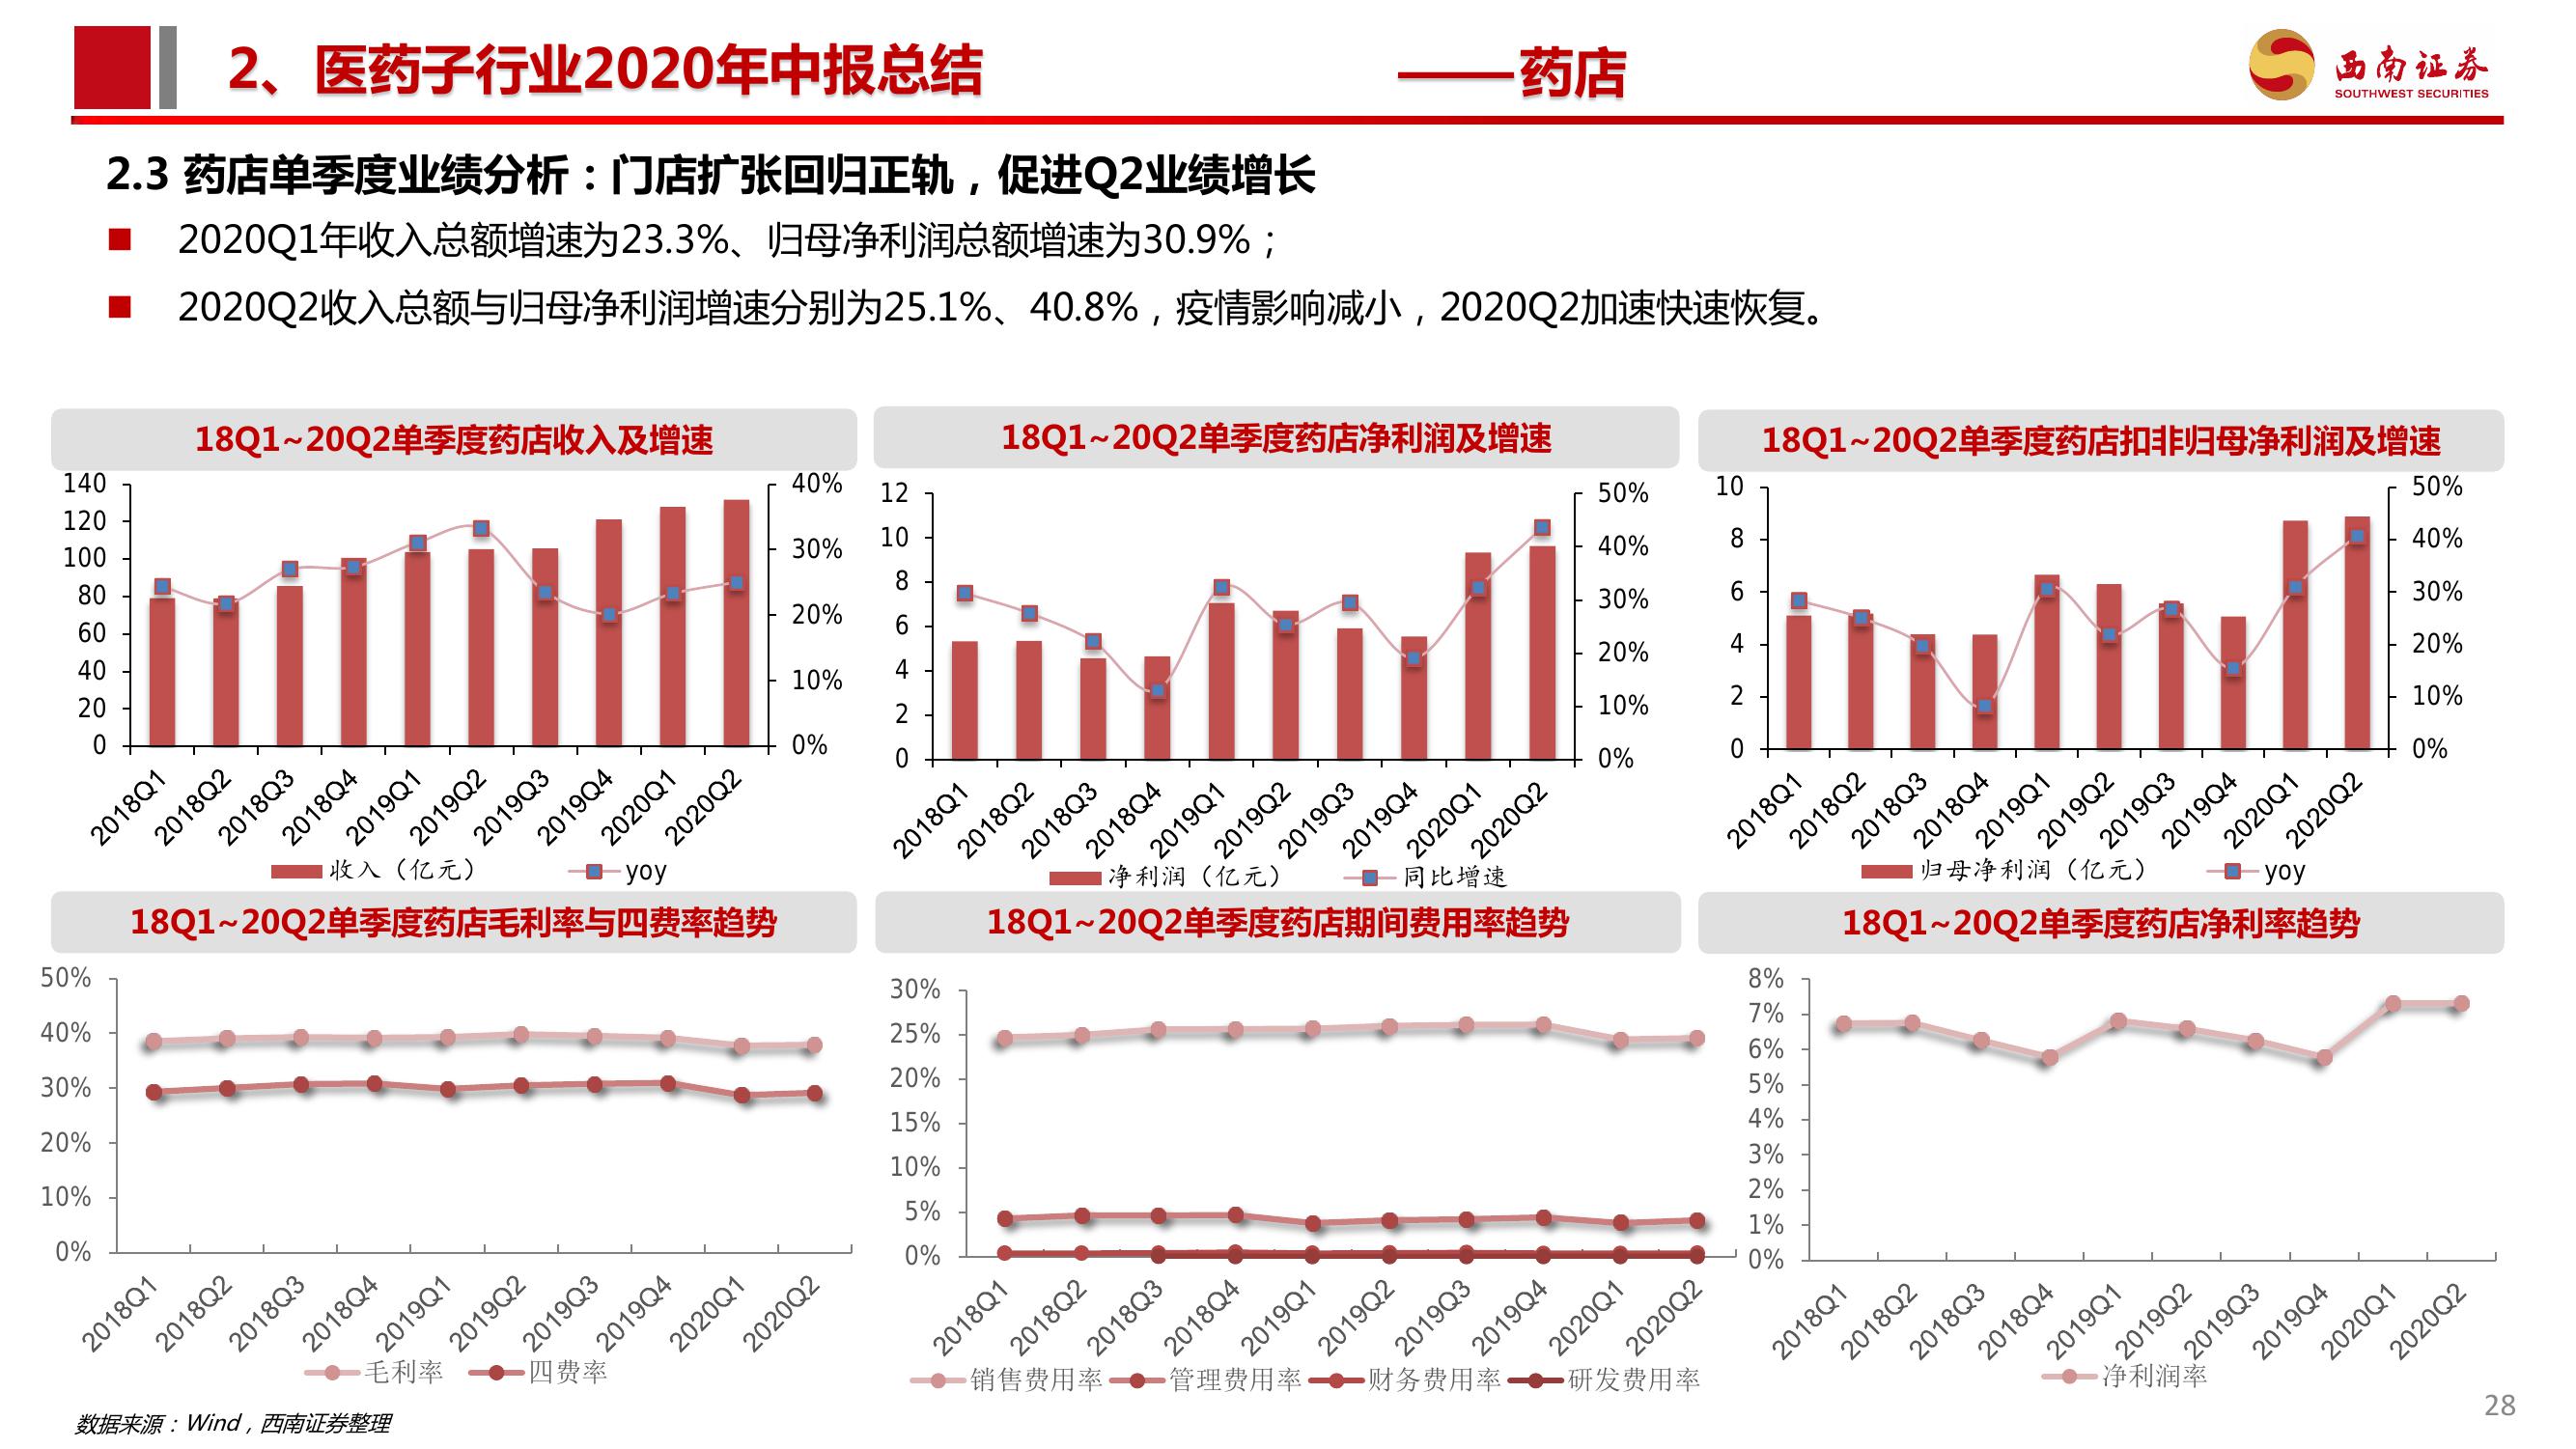 2、医药子行业2020年中报总结
——药店
西南证券
SOUTHWEST SECURITIES
2.3 药店单季度业绩分析：门店扩张回归正轨，促进Q2业绩增长
2020Q1年收入总额增速为23.3%、归母净利润总额增速为30.9%；
2020Q2收入总额与归母净利润增速分别为25.1%、40.8%，疫情影响减小，2020Q2加速快速恢复。
18Q1~20Q2单季度药店收入及增速
140
120
100
80
60
40
20
0
40%
30%
20%
10%
0%
2018Q1 2018Q2 2018Q3 2018Q4 2019Q1 2019Q2 2019Q3 2019Q4 2020Q1 2020Q2
收入（亿元） yoy
18Q1~20Q2单季度药店净利润及增速
12
10
8
6
4
2
0
50%
40%
30%
20%
10%
0%
2018Q1 2018Q2 2018Q3 2018Q4 2019Q1 2019Q2 2019Q3 2019Q4 2020Q1 2020Q2
净利润（亿元） 同比增速
18Q1~20Q2单季度药店扣非归母净利润及增速
10
8
6
4
2
0
50%
40%
30%
20%
10%
0%
2018Q1 2018Q2 2018Q3 2018Q4 2019Q1 2019Q2 2019Q3 2019Q4 2020Q1 2020Q2
归母净利润（亿元） yoy
18Q1~20Q2单季度药店毛利率与四费率趋势
50%
40%
30%
20%
10%
0%
2018Q1 2018Q2 2018Q3 2018Q4 2019Q1 2019Q2 2019Q3 2019Q4 2020Q1 2020Q2
毛利率 四费率
18Q1~20Q2单季度药店期间费用率趋势
30%
25%
20%
15%
10%
5%
0%
2018Q1 2018Q2 2018Q3 2018Q4 2019Q1 2019Q2 2019Q3 2019Q4 2020Q1 2020Q2
销售费用率 管理费用率 财务费用率 研发费用率
18Q1~20Q2单季度药店净利率趋势
8%
7%
6%
5%
4%
3%
2%
1%
0%
2018Q1 2018Q2 2018Q3 2018Q4 2019Q1 2019Q2 2019Q3 2019Q4 2020Q1 2020Q2
净利润率
数据来源：Wind，西南证券整理
28